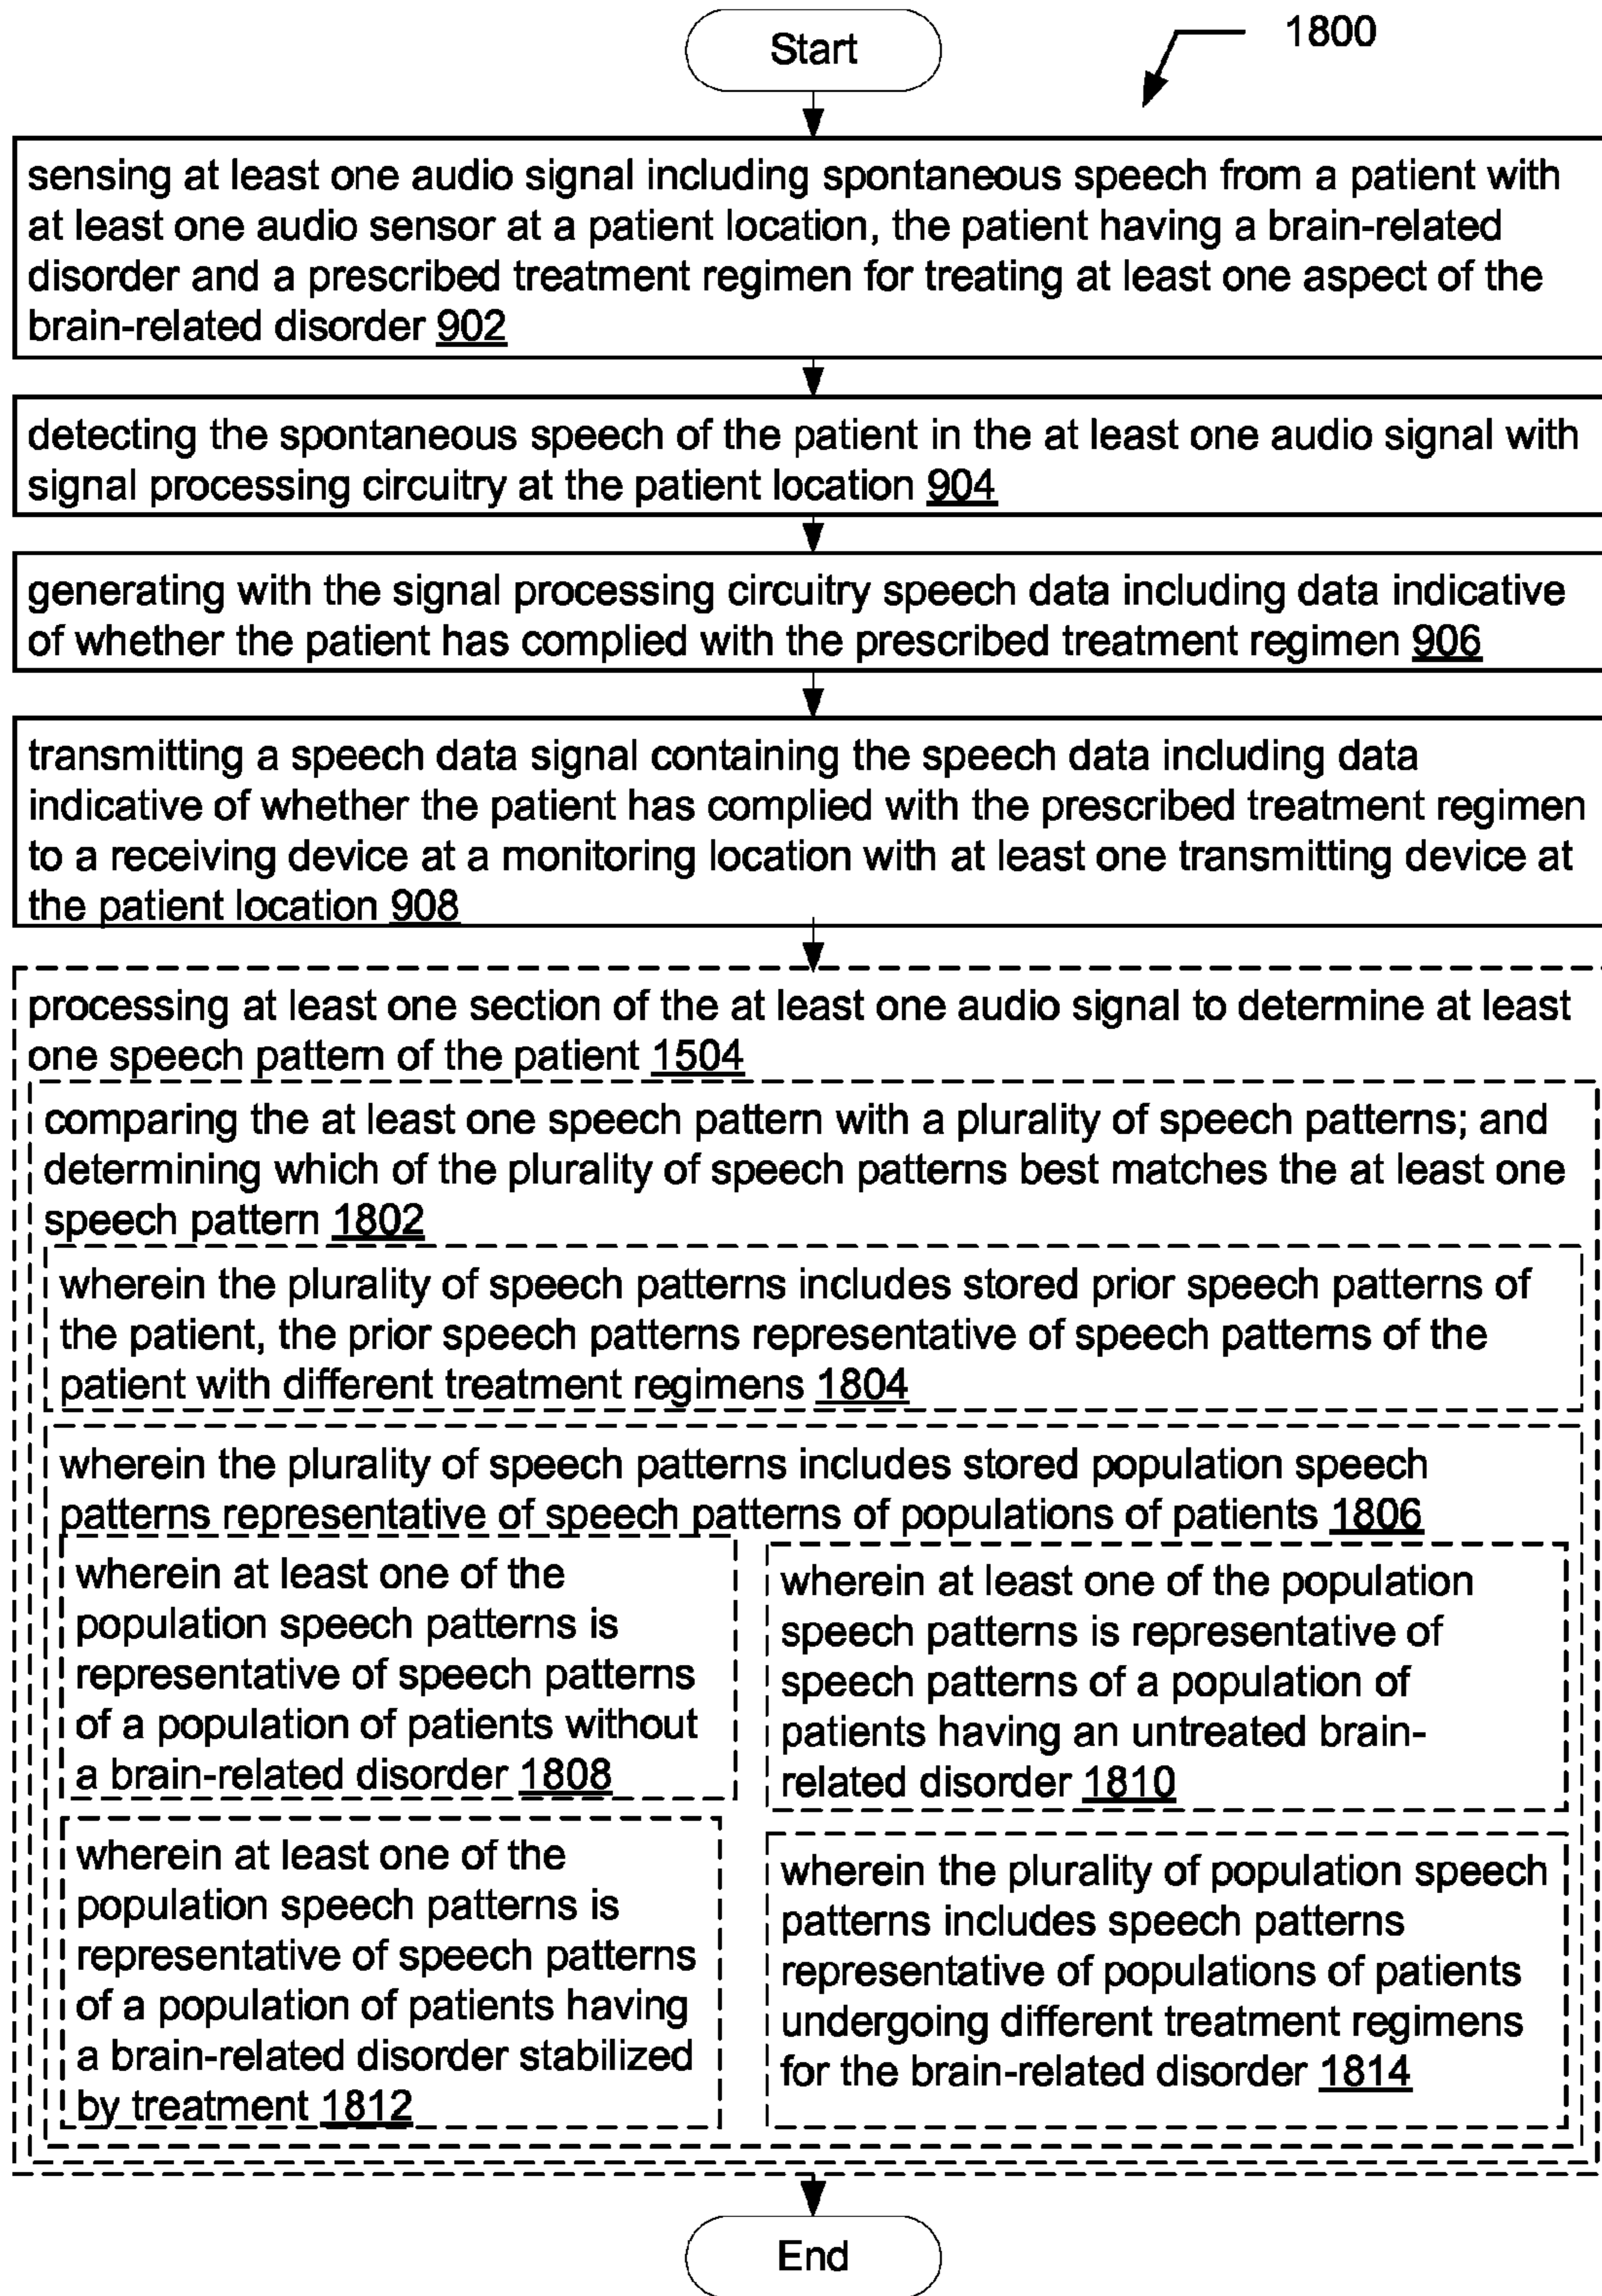 Start
1800
sensing at least one audio signal including spontaneous speech from a patient with
at least one audio sensor at a patient location, the patient having a brain-related
disorder and a prescribed treatment regimen for treating at least one aspect of the
brain-related disorder 902
detecting the spontaneous speech of the patient in the at least one audio signal with
signal processing circuitry at the patient location 904
generating with the signal processing circuitry speech data including data indicative
of whether the patient has complied with the prescribed treatment regimen 906
transmitting a speech data signal containing the speech data including data
indicative of whether the patient has complied with the prescribed treatment regimen
to a receiving device at a monitoring location with at least one transmitting device at
the patient location 908
processing at least one section of the at least one audio signal to determine at least
one speech pattern of the patient 1504
comparing the at least one speech pattern with a plurality of speech patterns; and
determining which of the plurality of speech patterns best matches the at least one
speech pattern 1802
wherein the plurality of speech patterns includes stored prior speech patterns of
the patient, the prior speech patterns representative of speech patterns of the
patient with different treatment regimens 1804
wherein the plurality of speech patterns includes stored population speech
patterns representative of speech patterns of populations of patients 1806
wherein at least one of the
population speech patterns is
representative of speech patterns
of a population of patients without
a brain-related disorder 1808
wherein at least one of the population
speech patterns is representative of
speech patterns of a population of
patients having an untreated brain-
related disorder 1810
wherein at least one of the
population speech patterns is
representative of speech patterns
of a population of patients having
a brain-related disorder stabilized
by treatment 1812
wherein the plurality of population speech
patterns includes speech patterns
representative of populations of patients
undergoing different treatment regimens
for the brain-related disorder 1814
End